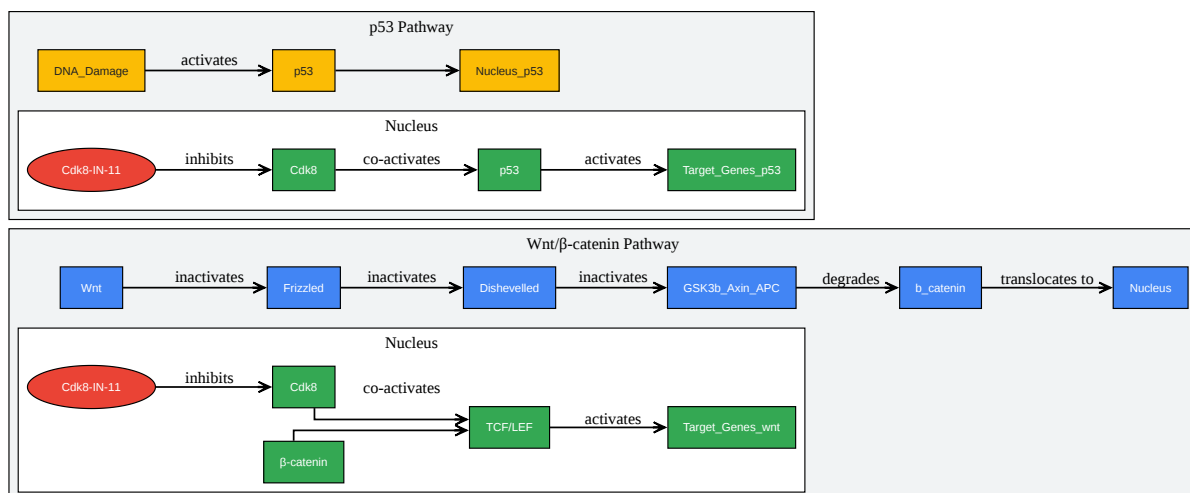 p53 Pathway
DNA_Damage activates p53 Nucleus_p53
Nucleus
Cdk8-IN-11 inhibits Cdk8 co-activates p53 activates Target_Genes_p53
Wnt/β-catenin Pathway
Wnt inactivates Frizzled inactivates Dishevelled inactivates GSK3b_Axin_APC degrades b_catenin translocates to Nucleus
Nucleus
Cdk8-IN-11 inhibits Cdk8 co-activates
TCF/LEF activates Target_Genes_wnt
β-catenin